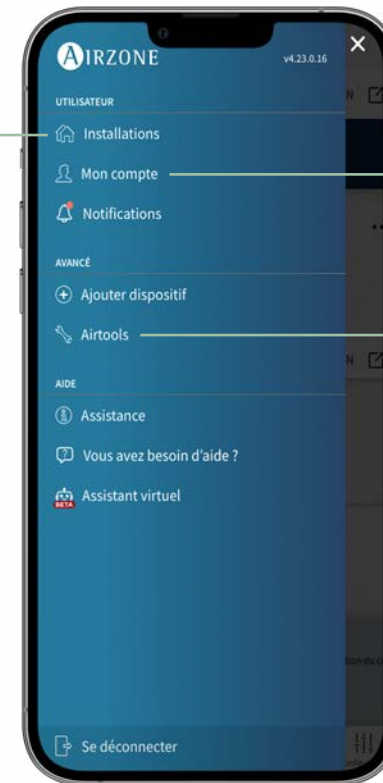 AIRZONE
v4.23.0.16
UTILISATEUR
Installations
Mon compte
Notifications
AVANCÉ
Ajouter dispositif
Airtools
AIDE
Assistance
Vous avez besoin d'aide ?
BETA
Assistant virtuel
Se déconnecter